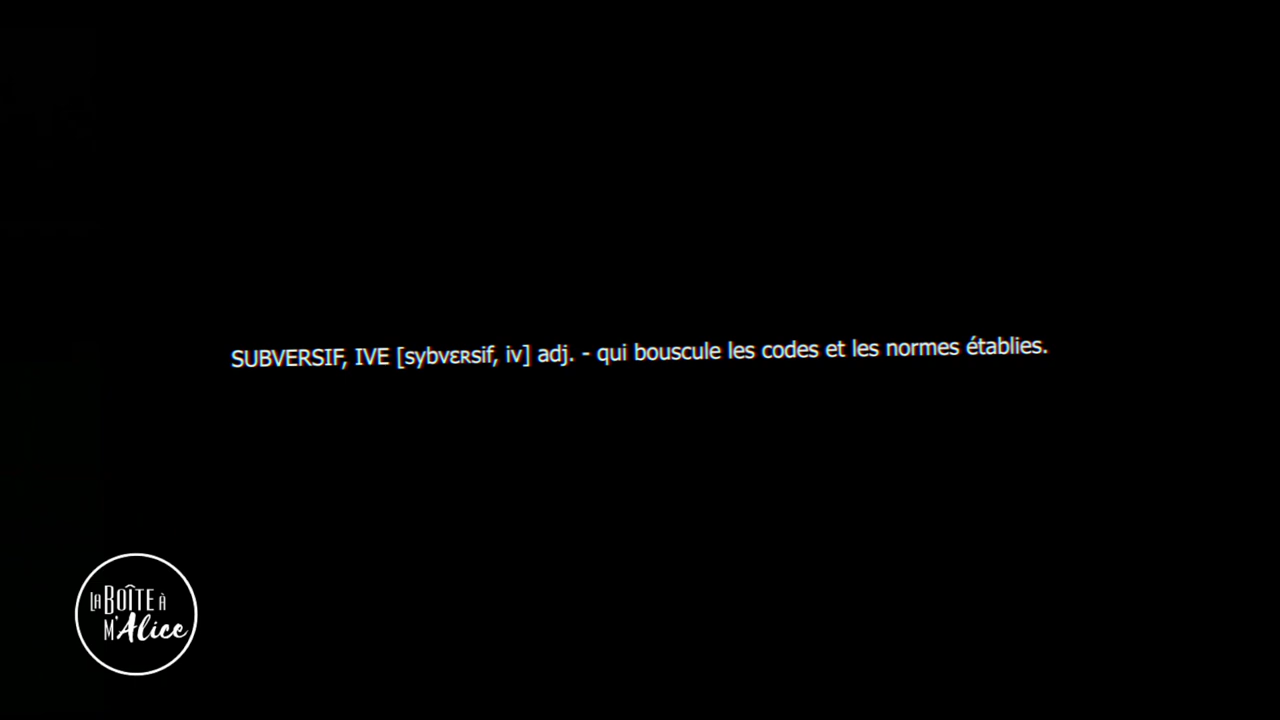 SUBVERSIF, IVE [sybvɛʀsif, iv] adj. - qui bouscule les codes et les normes établies.
LA BOÎTE À
M'Alice